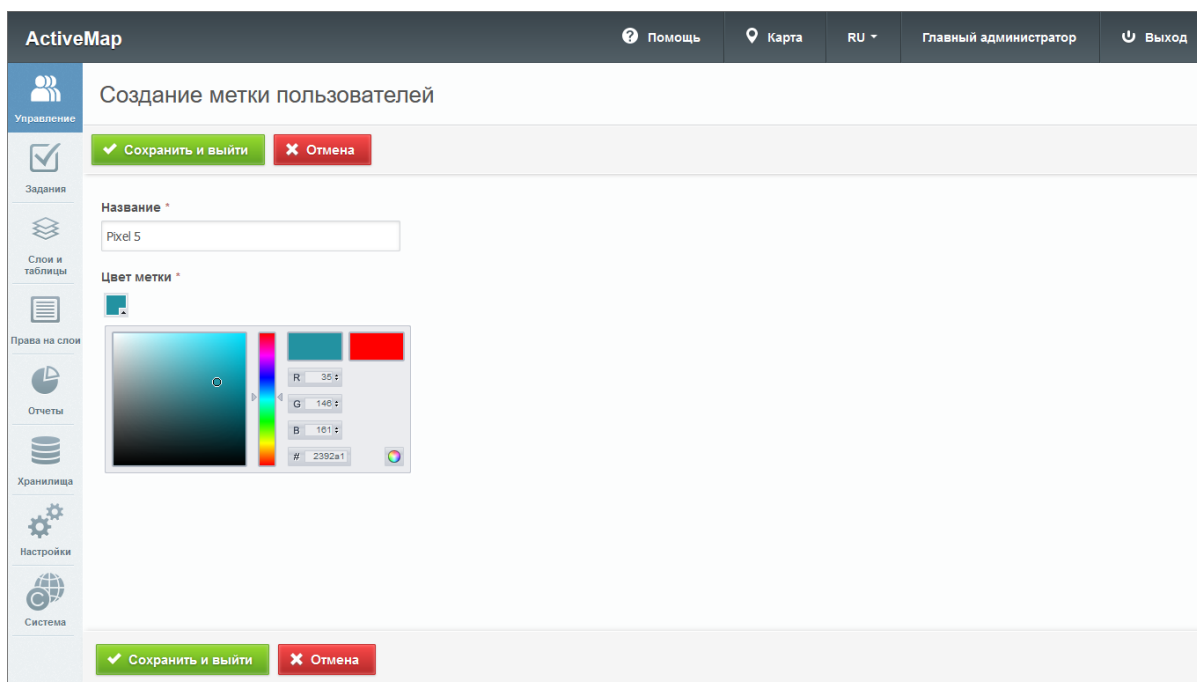 ActiveMap
Помощь
Карта
RU
Главный администратор
Выход
Управление
Задания
Слои и
таблицы
Права на слои
Отчеты
Хранилища
Настройки
Система
Создание метки пользователей
Сохранить и выйти
Отмена
Название *
Pixel 5
Цвет метки *
R 35
G 146
B 161
# 2392a1
Сохранить и выйти
Отмена